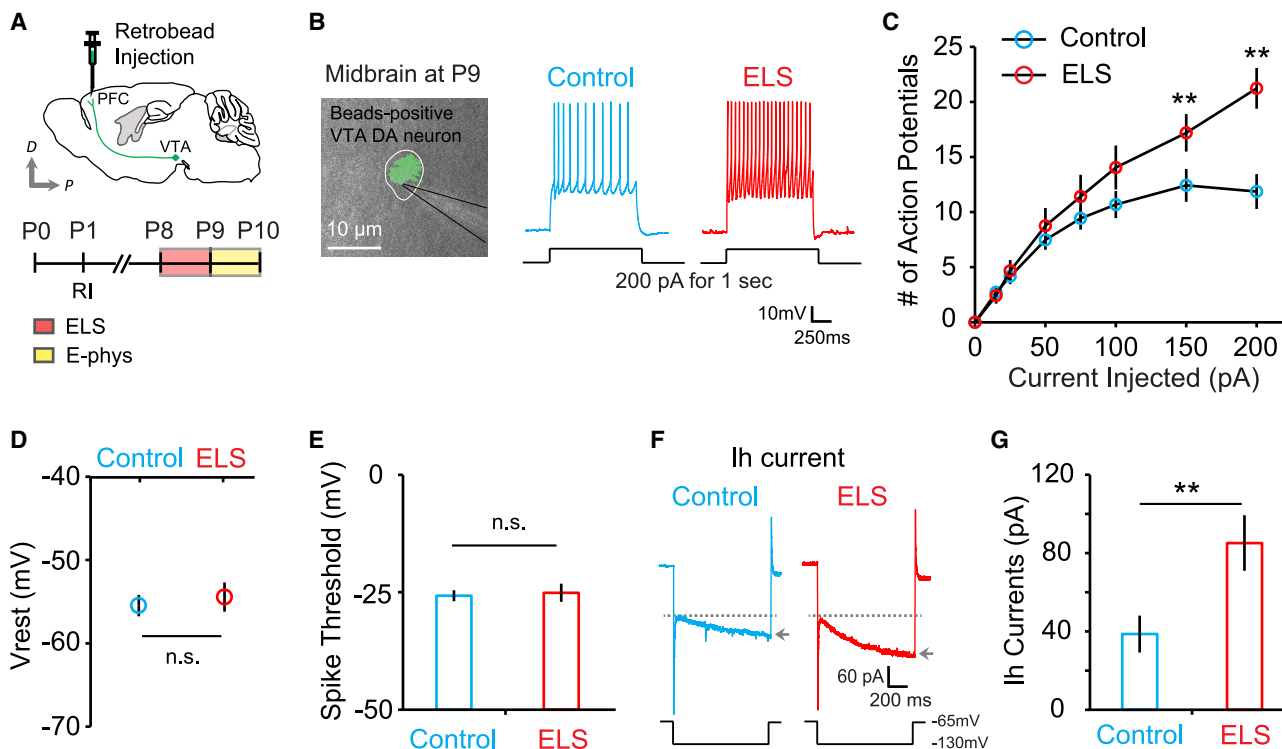 A
Retrobead
Injection
PFC
VTA
D
P
P0 P1 P8 P9 P10
RI
ELS
E-phys
B
Midbrain at P9
Beads-positive
VTA DA neuron
10 µm
Control
ELS
200 pA for 1 sec
10mV
250ms
C
Control
ELS
# of Action Potentials
25
20
15
10
5
0
**
**
0 50 100 150 200
Current Injected (pA)
D
Control ELS
Vrest (mV)
-40
-50
-60
-70
n.s.
E
Spike Threshold (mV)
0
-25
-50
n.s.
Control ELS
F
Ih current
Control
ELS
60 pA
200 ms
-65mV
-130mV
G
Ih Currents (pA)
120
80
40
0
**
Control ELS